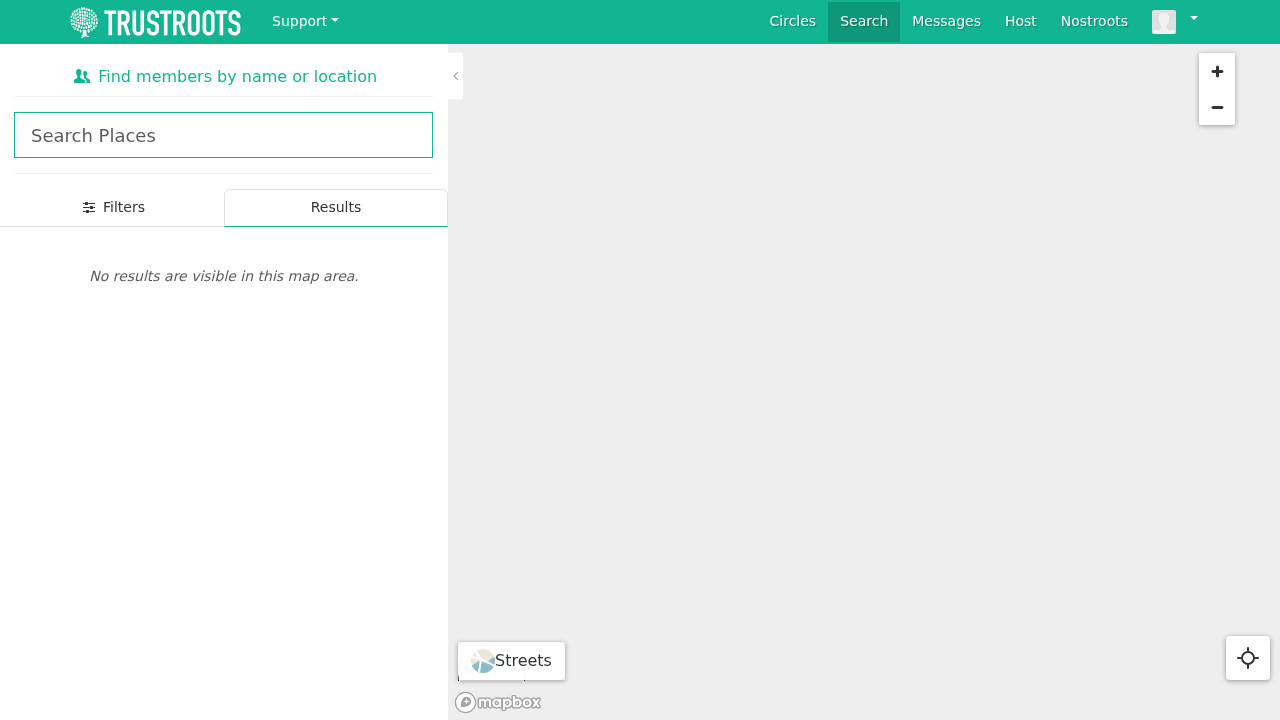 TRUSTROOTS
Support
Circles
Search
Messages
Host
Nostroots
Find members by name or location
Search Places
Filters
Results
No results are visible in this map area.
Streets
mapbox